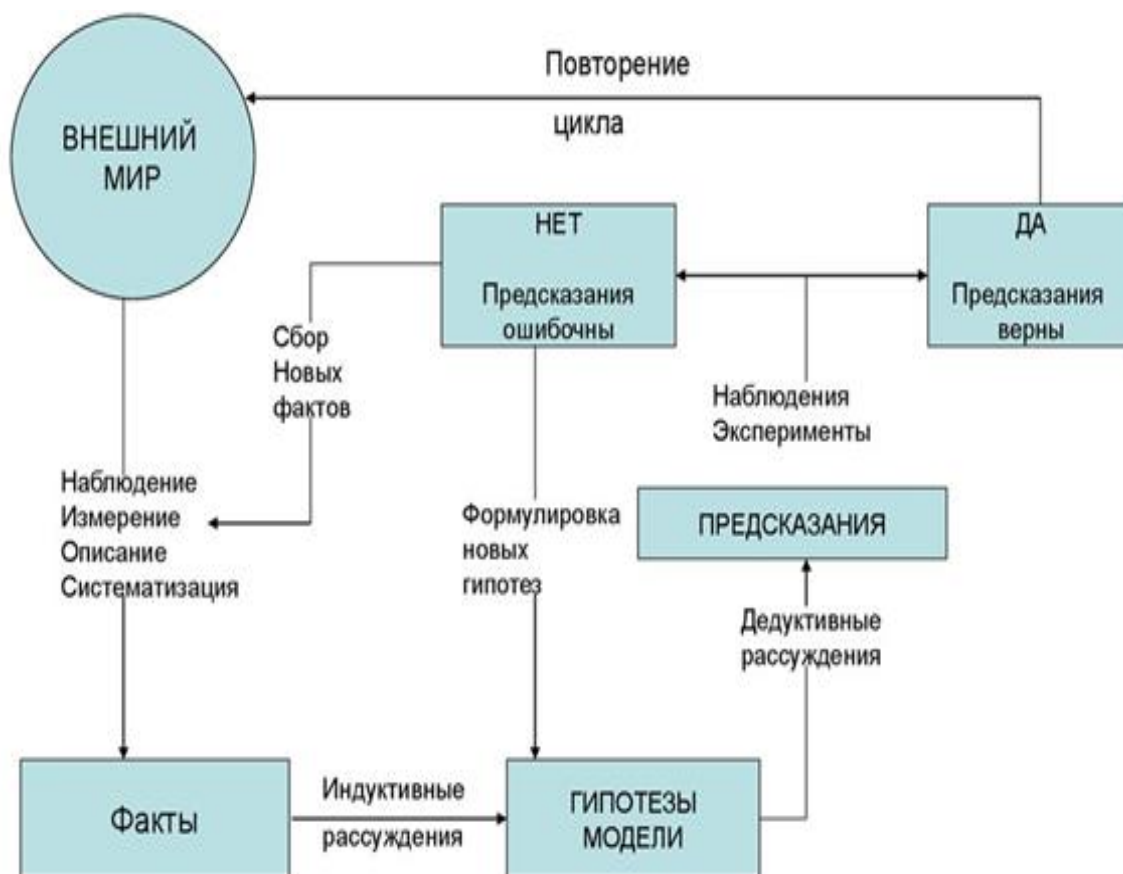 Повторение
цикла
ВНЕШНИЙ
МИР
НЕТ
Предсказания
ошибочны
ДА
Предсказания
верны
Сбор
Новых
фактов
Наблюдения
Эксперименты
Наблюдение
Измерение
Описание
Систематизация
Формулировка
новых
гипотез
ПРЕДСКАЗАНИЯ
Дедуктивные
рассуждения
Факты
Индуктивные
рассуждения
ГИПОТЕЗЫ
МОДЕЛИ